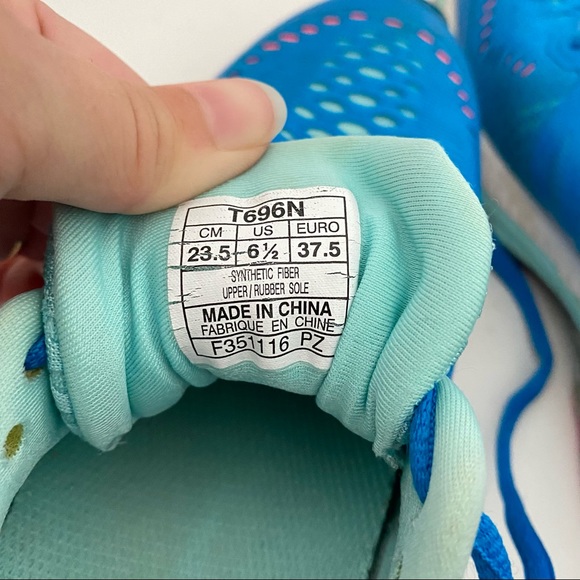 T696N
CM US EURO
23.5 6½ 37.5
SYNTHETIC FIBER
UPPER/RUBBER SOLE
MADE IN CHINA
FABRIQUE EN CHINE
F351116 PZ